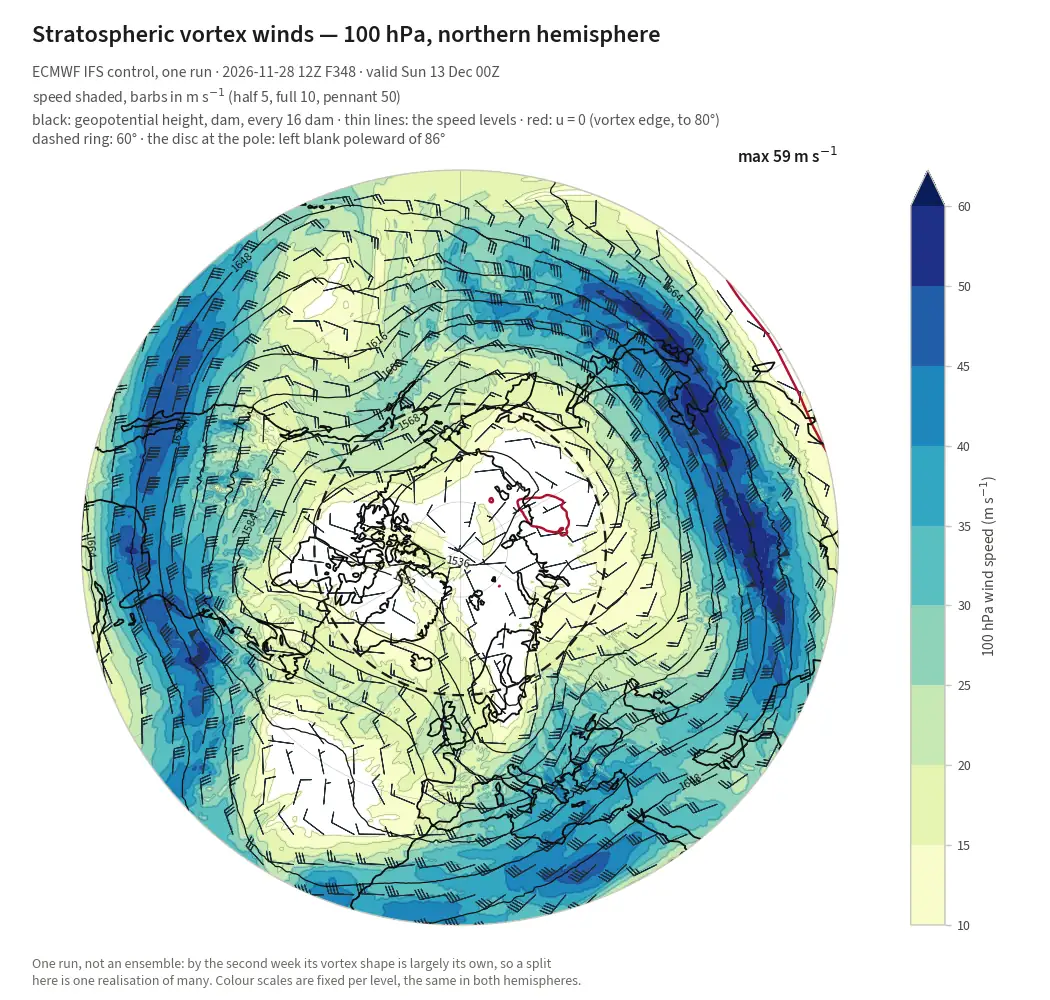 Stratospheric vortex winds — 100 hPa, northern hemisphere
ECMWF IFS control, one run · 2026-11-28 12Z F348 · valid Sun 13 Dec 00Z
speed shaded, barbs in m s⁻¹ (half 5, full 10, pennant 50)
black: geopotential height, dam, every 16 dam · thin lines: the speed levels · red: u = 0 (vortex edge, to 80°)
dashed ring: 60° · the disc at the pole: left blank poleward of 86°
max 59 m s⁻¹
1648
1664
1616
1600
1568
1584
1536
1648
60
50
45
40
35
30
25
20
15
10
100 hPa wind speed (m s⁻¹)
One run, not an ensemble: by the second week its vortex shape is largely its own, so a split
here is one realisation of many. Colour scales are fixed per level, the same in both hemispheres.